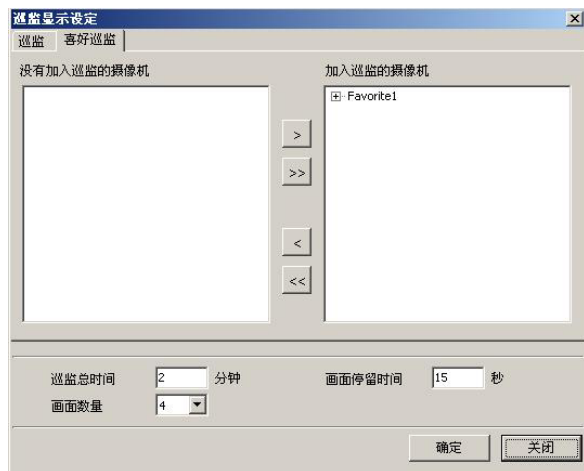 巡监显示设定
巡监 喜好巡监
没有加入巡监的摄像机 加入巡监的摄像机
Favorite1
>
>>
<
<<
巡监总时间 2 分钟 画面停留时间 15 秒
画面数量 4
确定 关闭